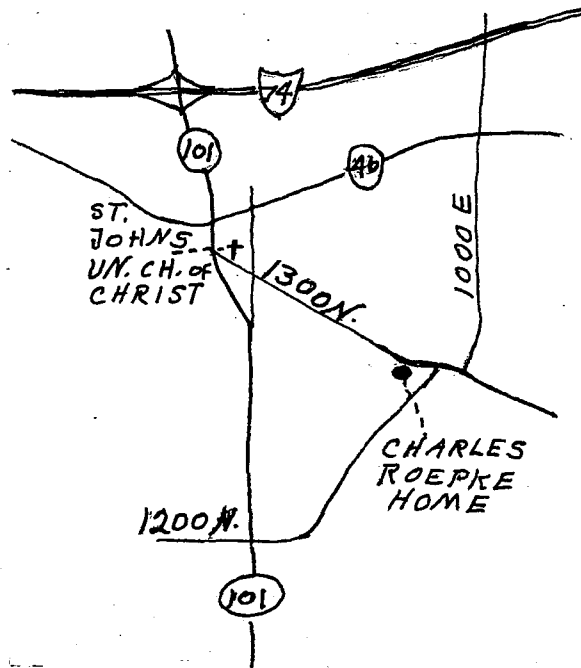 74
101
46
ST.
JOHNS
UN. CH. of
CHRIST
1300N.
1000 E
CHARLES
ROEPKE
HOME
1200N.
101